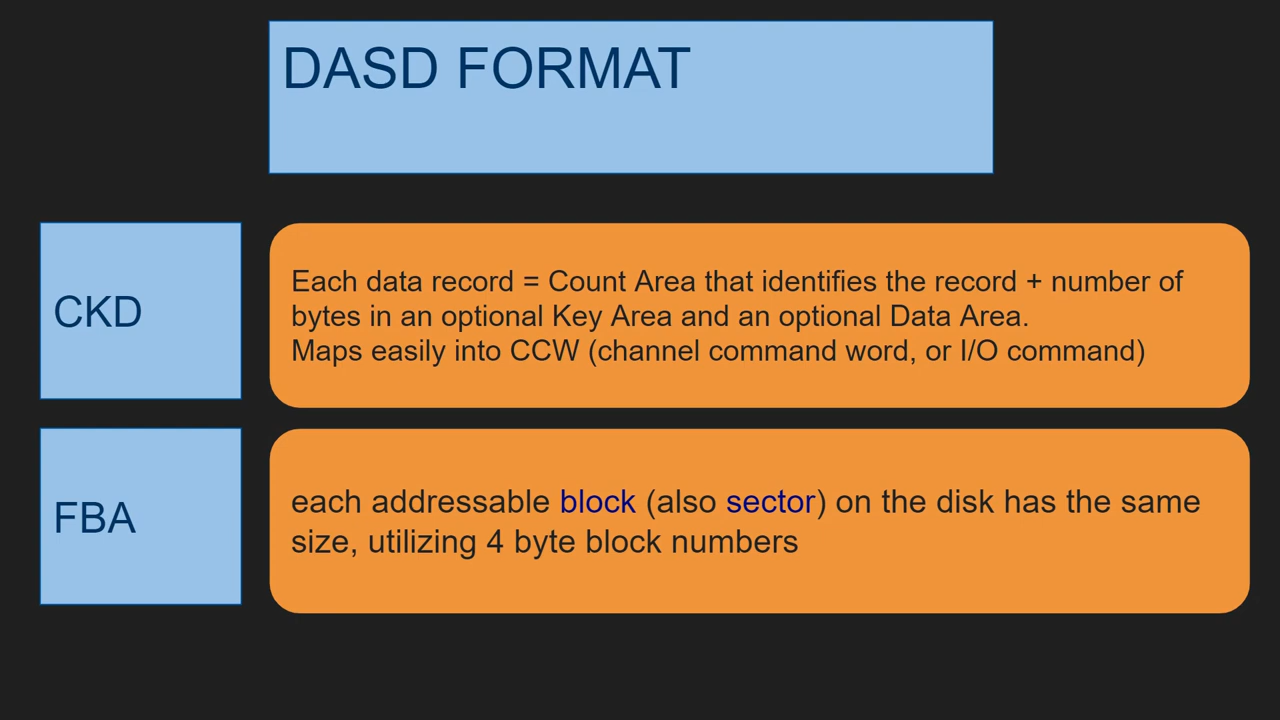 DASD FORMAT
CKD
Each data record = Count Area that identifies the record + number of
bytes in an optional Key Area and an optional Data Area.
Maps easily into CCW (channel command word, or I/O command)
FBA
each addressable block (also sector) on the disk has the same
size, utilizing 4 byte block numbers